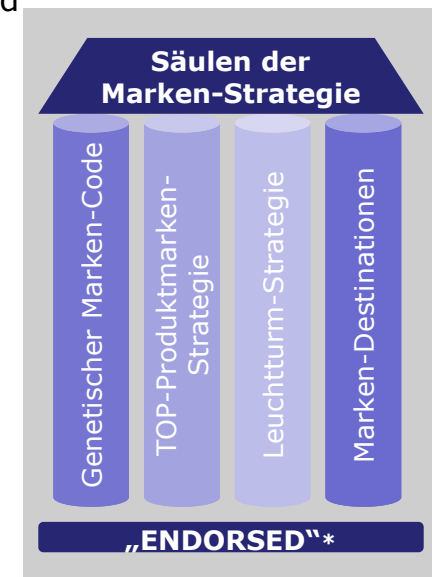 d
Säulen der
Marken-Strategie
Genetischer Marken-Code
TOP-Produktmarken-
Strategie
Leuchtturm-Strategie
Marken-Destinationen
„ENDORSED“*